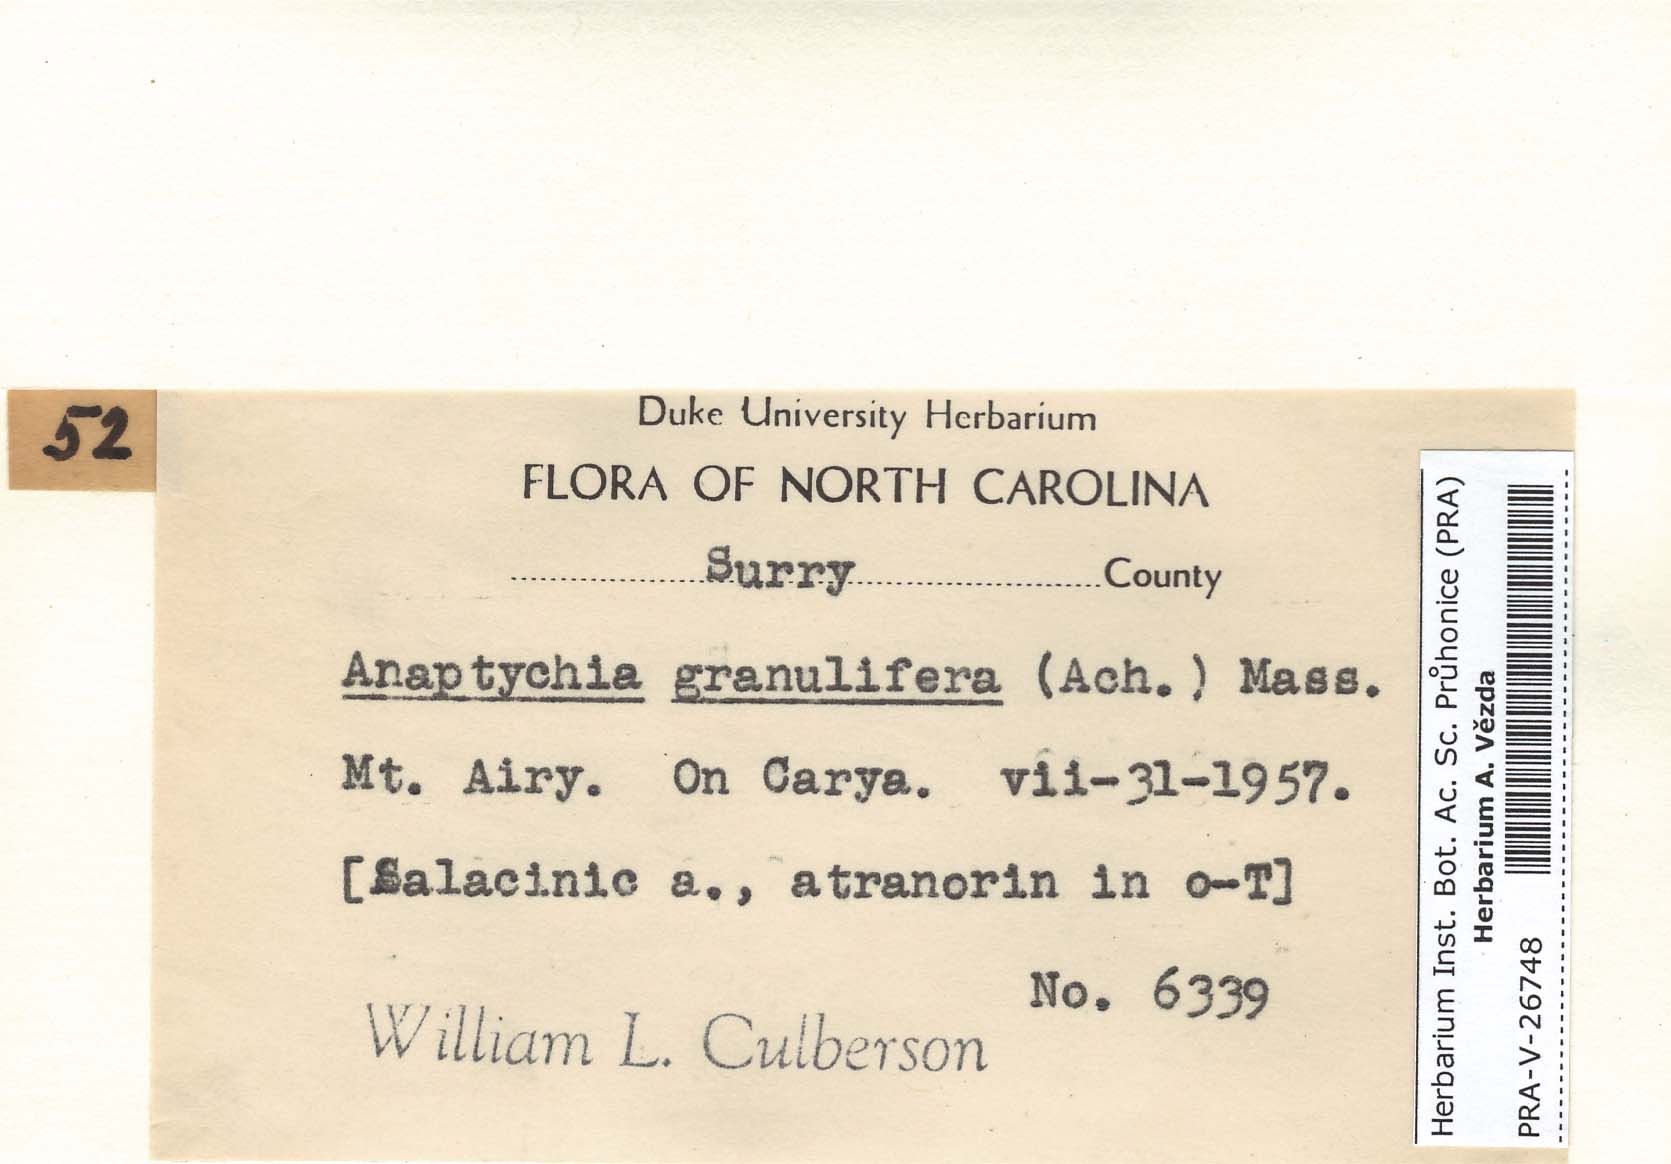 52
Duke University Herbarium
FLORA OF NORTH CAROLINA
Surry County
Anaptychia granulifera (Ach.) Mass.
Mt. Airy. On Carya. vii-31-1957.
[Salacinic a., atranorin in o-T]
No. 6339
William L. Culberson
Herbarium Inst. Bot. Ac. Sc. Průhonice (PRA)
Herbarium A. Vězda
PRA-V-26748